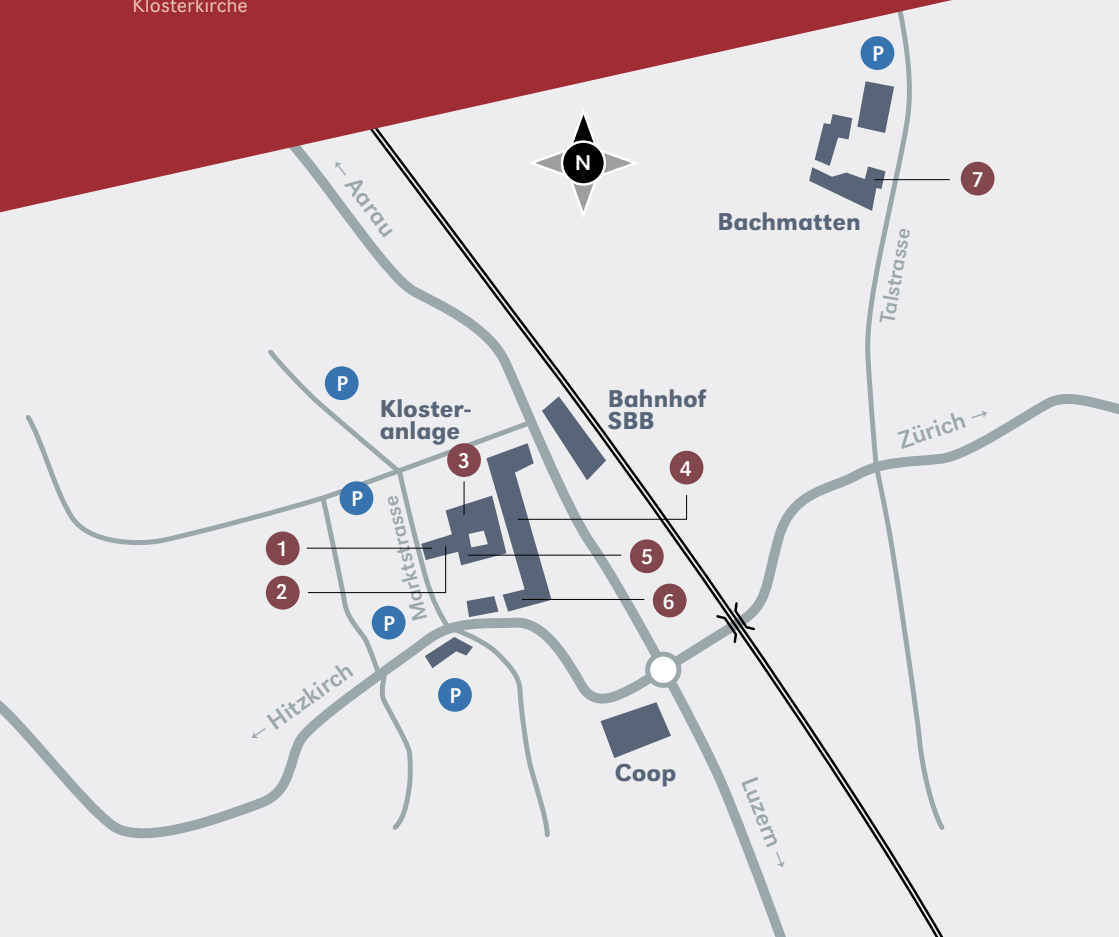 Klosterkirche
P
N
← Aarau
7
Bachmatten
Talstrasse
P
Kloster-
anlage
Bahnhof
SBB
Zürich →
3
4
P
Marktstrasse
1
5
2
6
P
← Hitzkirch
P
Coop
Luzern →